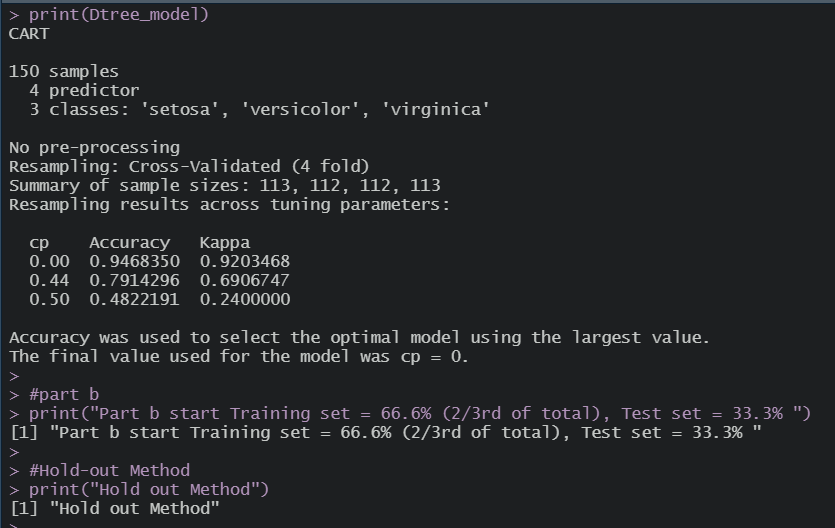 > print(Dtree_model)
CART

150 samples
  4 predictor
  3 classes: 'setosa', 'versicolor', 'virginica'

No pre-processing
Resampling: Cross-Validated (4 fold)
Summary of sample sizes: 113, 112, 112, 113
Resampling results across tuning parameters:

  cp    Accuracy   Kappa
  0.00  0.9468350  0.9203468
  0.44  0.7914296  0.6906747
  0.50  0.4822191  0.2400000

Accuracy was used to select the optimal model using the largest value.
The final value used for the model was cp = 0.
>
> #part b
> print("Part b start Training set = 66.6% (2/3rd of total), Test set = 33.3% ")
[1] "Part b start Training set = 66.6% (2/3rd of total), Test set = 33.3% "
>
> #Hold-out Method
> print("Hold out Method")
[1] "Hold out Method"
>